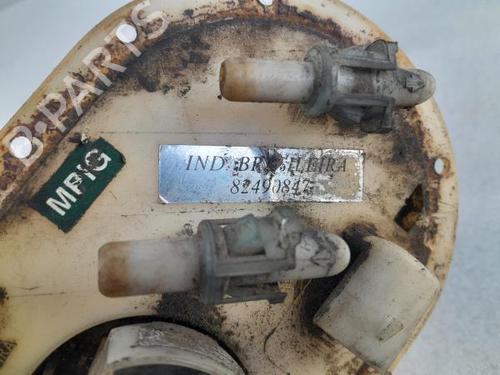 B-PARTS
MPIG
IND. BRASILEIRA
82490847